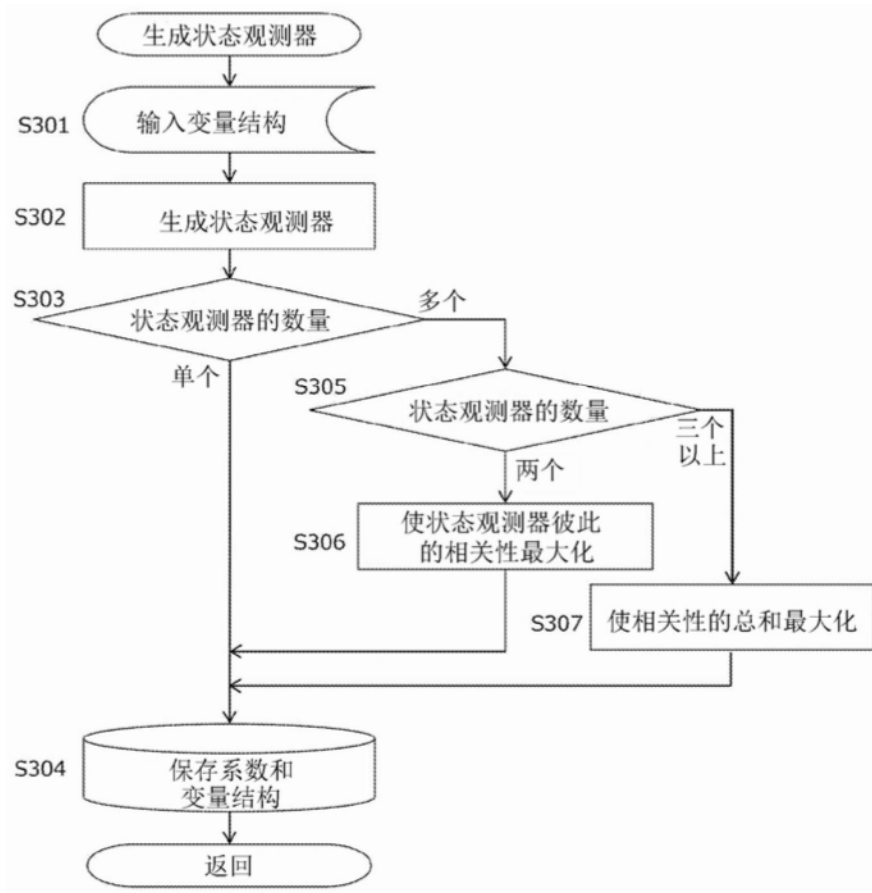 生成状态观测器
S301
输入变量结构
S302
生成状态观测器
S303
状态观测器的数量
多个
单个
S305
状态观测器的数量
三个
以上
两个
S306
使状态观测器彼此
的相关性最大化
S307
使相关性的总和最大化
S304
保存系数和
变量结构
返回